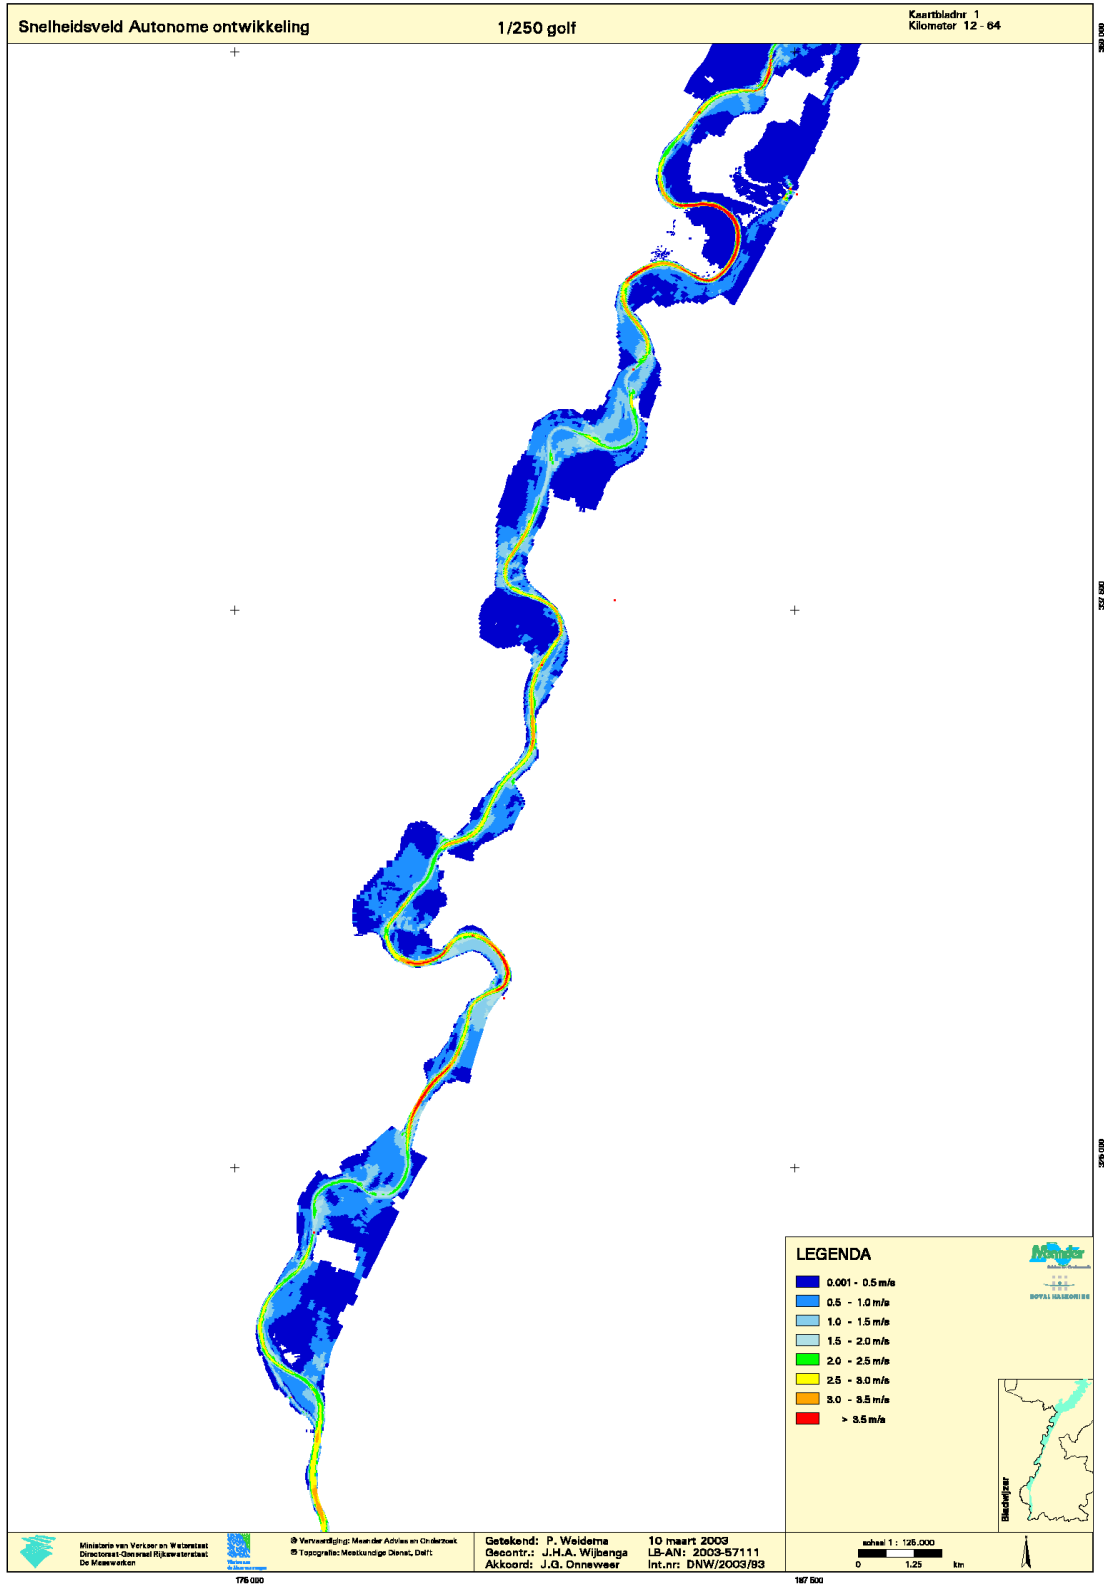 Snelheidsveld Autonome ontwikkeling
1/250 golf
Kaartbladnr 1
Kilometer 12 - 64
LEGENDA
0.001 - 0.5 m/s
0.5 - 1.0 m/s
1.0 - 1.5 m/s
1.5 - 2.0 m/s
2.0 - 2.5 m/s
2.5 - 3.0 m/s
3.0 - 3.5 m/s
> 3.5 m/s
Meander
ROYAL HASKONING
Bladwijzer
Ministerie van Verkeer en Waterstaat
Directoraat-Generaal Rijkswaterstaat
De Maaswerken
© Vervaardiging: Meander Advies en Onderzoek
© Topografie: Meetkundige Dienst, Delft
Getekend: P. Weidema
Gecontr.: J.H.A. Wijbenga
Akkoord: J.G. Onneweer
10 maart 2003
LB-AN: 2003-57111
Int.nr: DNW/2003/93
schaal 1 : 125.000
0 1.25 km
175 000
187 500